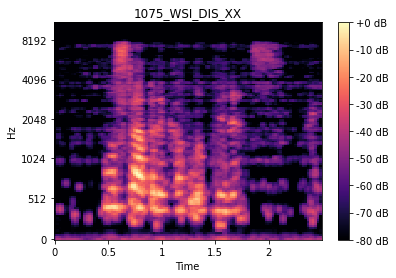 1075_WSI_DIS_XX
Hz
8192
4096
2048
1024
512
0
0
0.5
1
1.5
2
Time
+0 dB
-10 dB
-20 dB
-30 dB
-40 dB
-50 dB
-60 dB
-70 dB
-80 dB